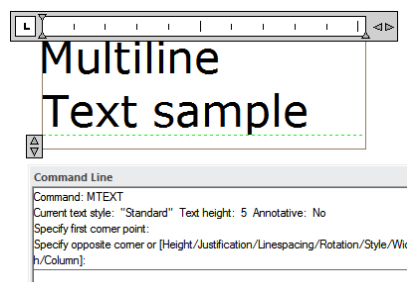 L
Multiline
Text sample
Command Line
Command: MTEXT
Current text style: "Standard" Text height: 5 Annotative: No
Specify first corner point:
Specify opposite corner or [Height/Justification/Linespacing/Rotation/Style/
h/Column]: